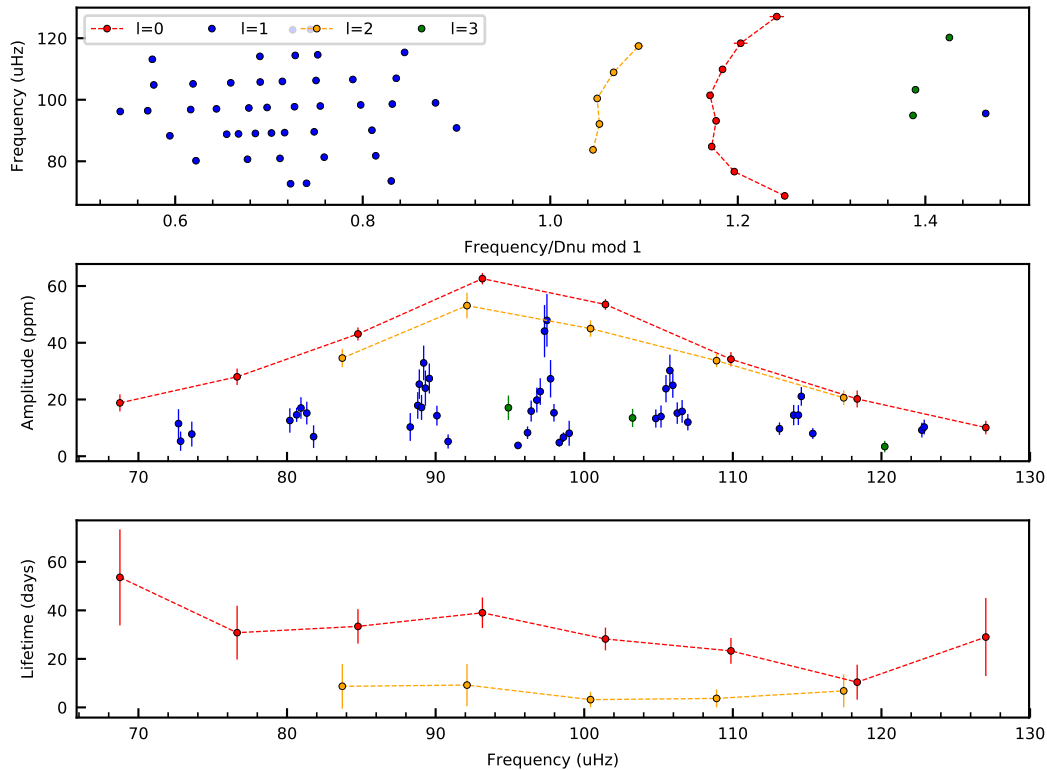 l=0 l=1 l=2 l=3
Frequency (uHz)
120
100
80
0.6 0.8 1.0 1.2 1.4
Frequency/Dnu mod 1
Amplitude (ppm)
60
40
20
0
70 80 90 100 110 120 130
Lifetime (days)
60
40
20
0
70 80 90 100 110 120 130
Frequency (uHz)